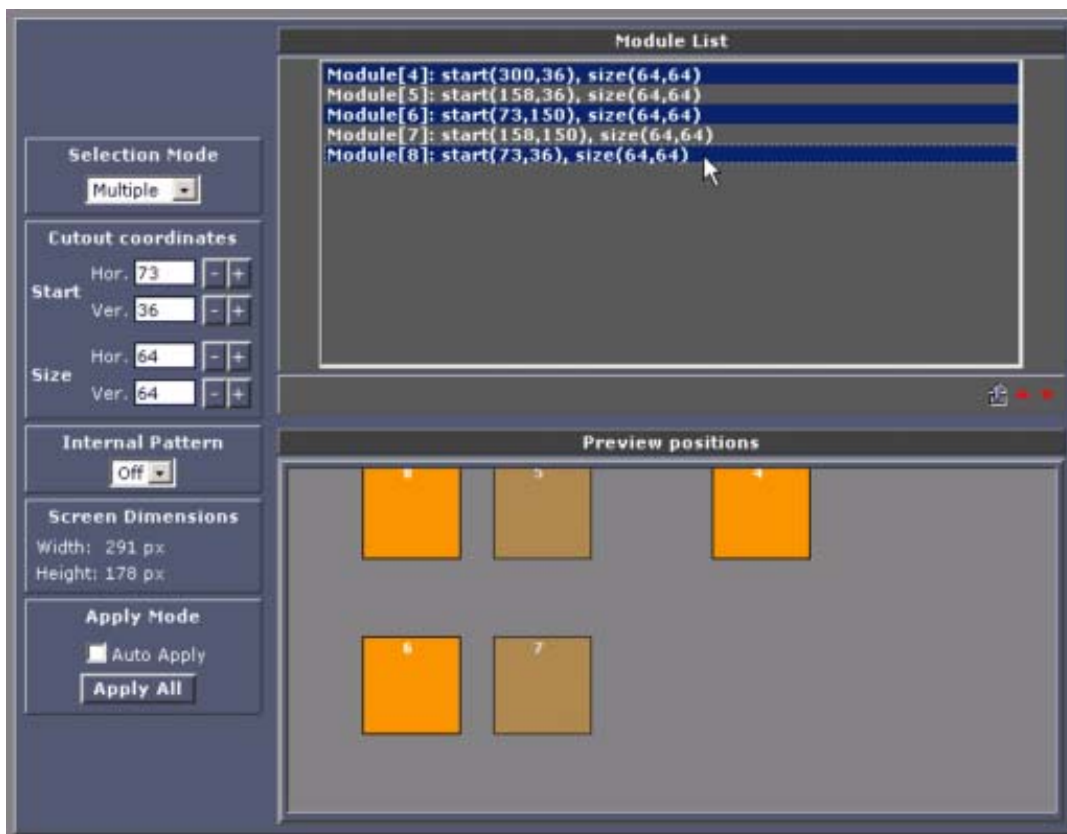 Module List
Module[4]: start(300,36), size(64,64)
Module[5]: start(158,36), size(64,64)
Module[6]: start(73,150), size(64,64)
Module[7]: start(158,150), size(64,64)
Module[8]: start(73,36), size(64,64)
Selection Mode
Multiple
Cutout coordinates
Start
Hor. 73 - +
Ver. 36 - +
Size
Hor. 64 - +
Ver. 64 - +
Internal Pattern
Off
Screen Dimensions
Width: 291 px
Height: 178 px
Apply Mode
Auto Apply
Apply All
Preview positions
8 5 4
6 7